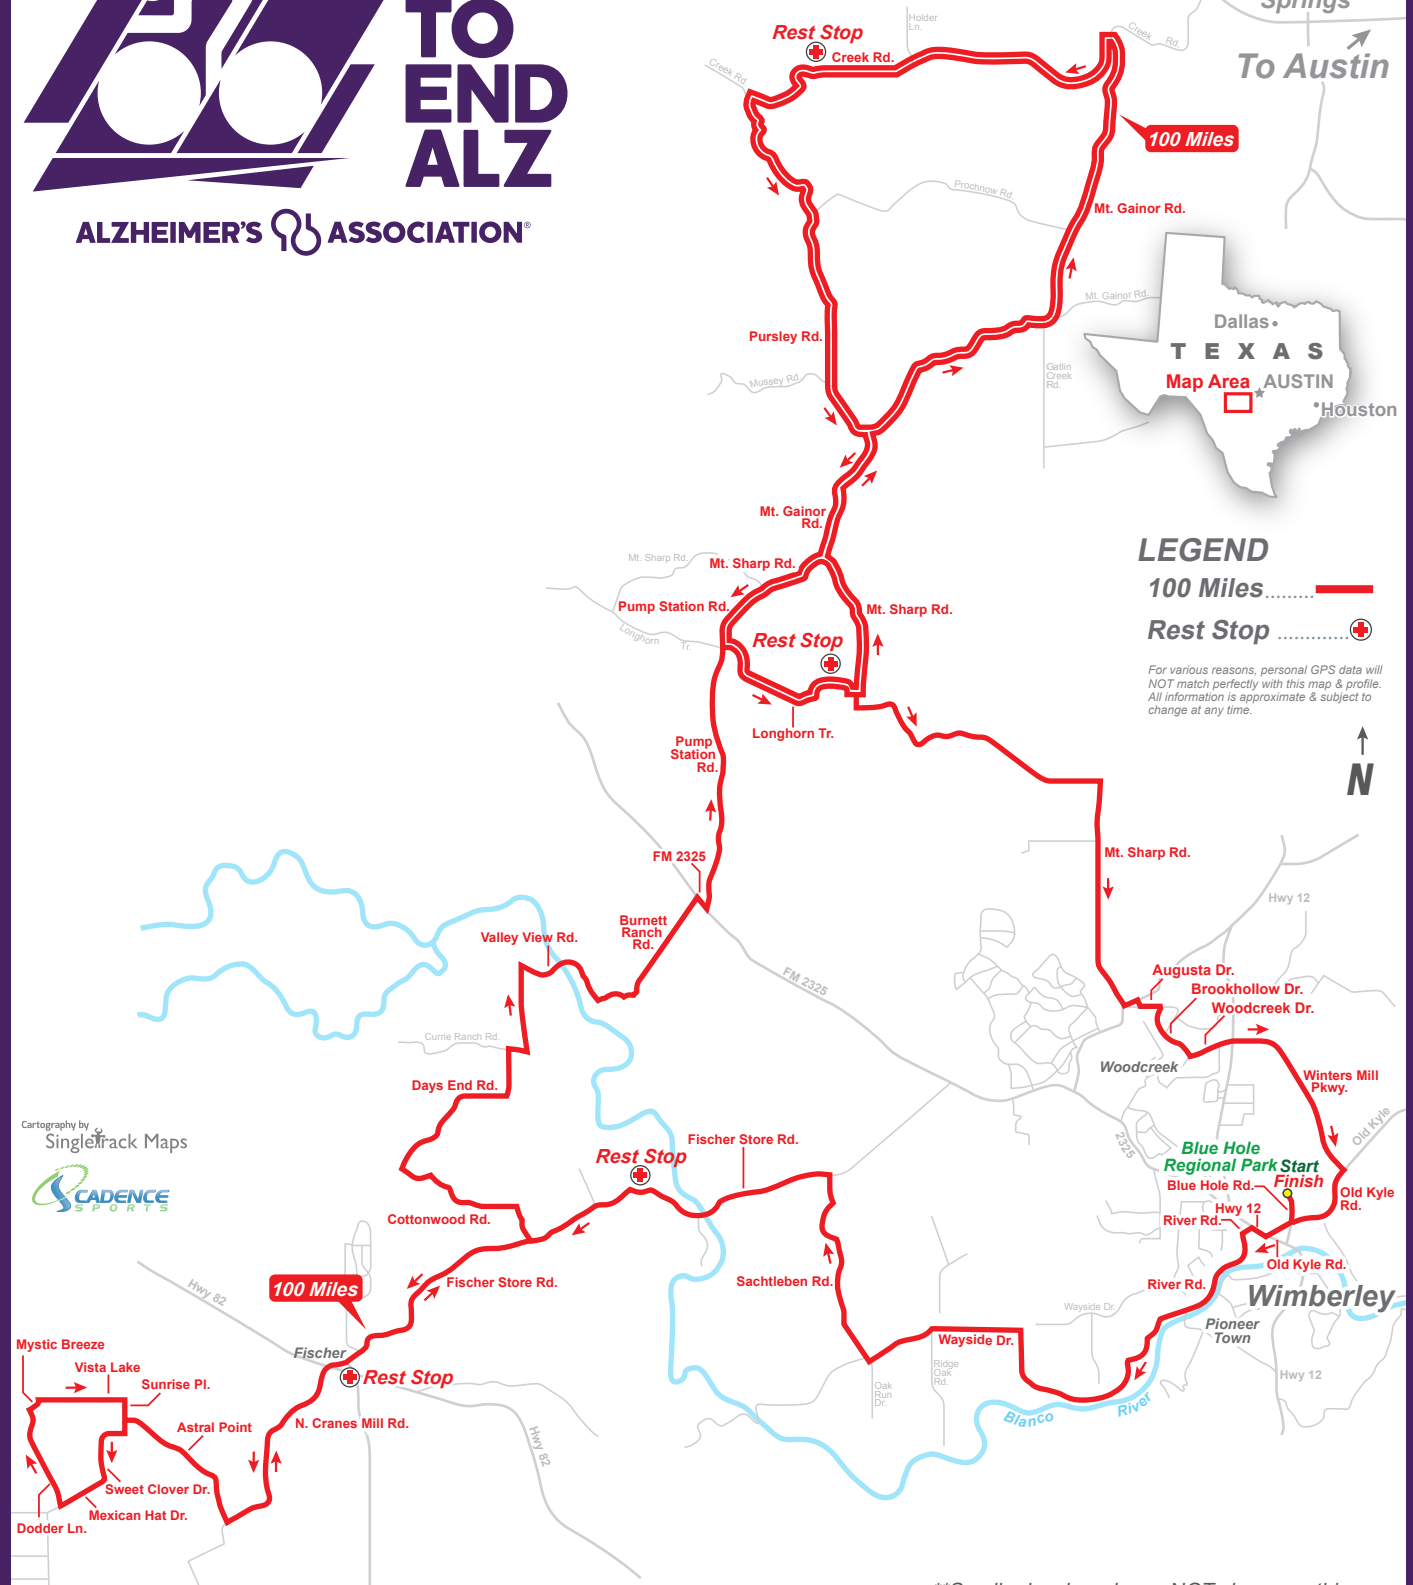 TO
END
ALZ
ALZHEIMER'S ASSOCIATION®
Springs
To Austin
Holder
Ln.
Creek Rd.
Rest Stop
Creek Rd.
Creek Rd.
100 Miles
Prochnow Rd.
Mt. Gainor Rd.
Mt. Gainor Rd.
Pursley Rd.
Mussey Rd.
Gatlin
Creek
Rd.
Dallas
TEXAS
Map Area
AUSTIN
Houston
Mt. Gainor
Rd.
Mt. Sharp Rd.
Mt. Sharp Rd.
Pump Station Rd.
Mt. Sharp Rd.
Longhorn Tr.
Rest Stop
Longhorn Tr.
LEGEND
100 Miles.........
Rest Stop .............
For various reasons, personal GPS data will
NOT match perfectly with this map & profile.
All information is approximate & subject to
change at any time.
N
Pump
Station
Rd.
FM 2325
Mt. Sharp Rd.
Hwy 12
Burnett
Ranch
Rd.
Valley View Rd.
FM 2325
Augusta Dr.
Brookhollow Dr.
Woodcreek Dr.
Currie Ranch Rd.
Woodcreek
Days End Rd.
Winters Mill
Pkwy.
Old Kyle
2325
Cartography by
SingleTrack Maps
CADENCE
SPORTS
Fischer Store Rd.
Rest Stop
Blue Hole
Regional Park
Start
Finish
Blue Hole Rd.
Old Kyle
Rd.
Hwy 12
River Rd.
Cottonwood Rd.
Old Kyle Rd.
Sachtleben Rd.
River Rd.
Wimberley
Fischer Store Rd.
100 Miles
Hwy 82
Wayside Dr.
Pioneer
Town
Wayside Dr.
Mystic Breeze
Fischer
Vista Lake
Rest Stop
Sunrise Pl.
Ridge
Oak
Rd.
Hwy 12
Oak
Run
Dr.
Blanco
River
Astral Point
N. Cranes Mill Rd.
Hwy 82
Sweet Clover Dr.
Mexican Hat Dr.
Dodder Ln.